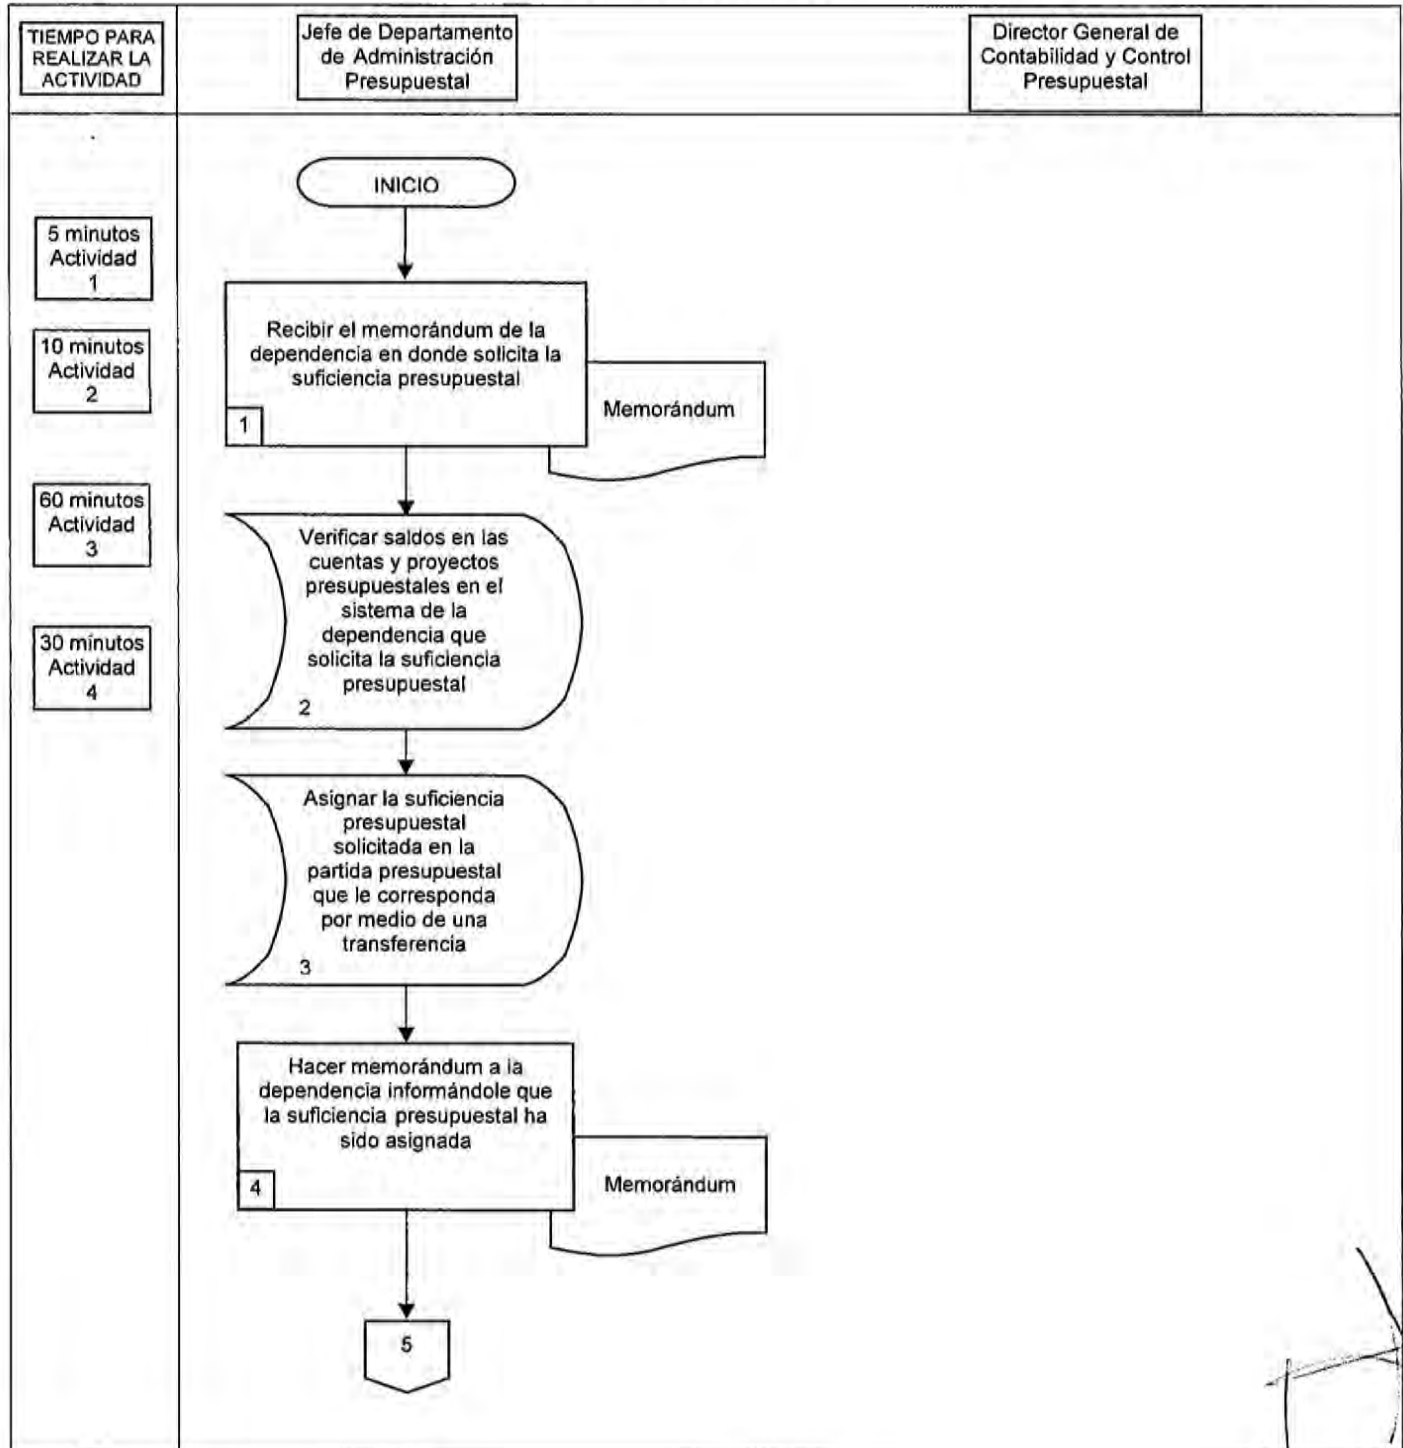 TIEMPO PARA
REALIZAR LA
ACTIVIDAD
Jefe de Departamento
de Administración
Presupuestal
Director General de
Contabilidad y Control
Presupuestal
5 minutos
Actividad
1
10 minutos
Actividad
2
60 minutos
Actividad
3
30 minutos
Actividad
4
INICIO
Recibir el memorándum de la
dependencia en donde solicita la
suficiencia presupuestal
1
Memorándum
Verificar saldos en las
cuentas y proyectos
presupuestales en el
sistema de la
dependencia que
solicita la suficiencia
presupuestal
2
Asignar la suficiencia
presupuestal
solicitada en la
partida presupuestal
que le corresponda
por medio de una
transferencia
3
Hacer memorándum a la
dependencia informándole que
la suficiencia presupuestal ha
sido asignada
4
Memorándum
5